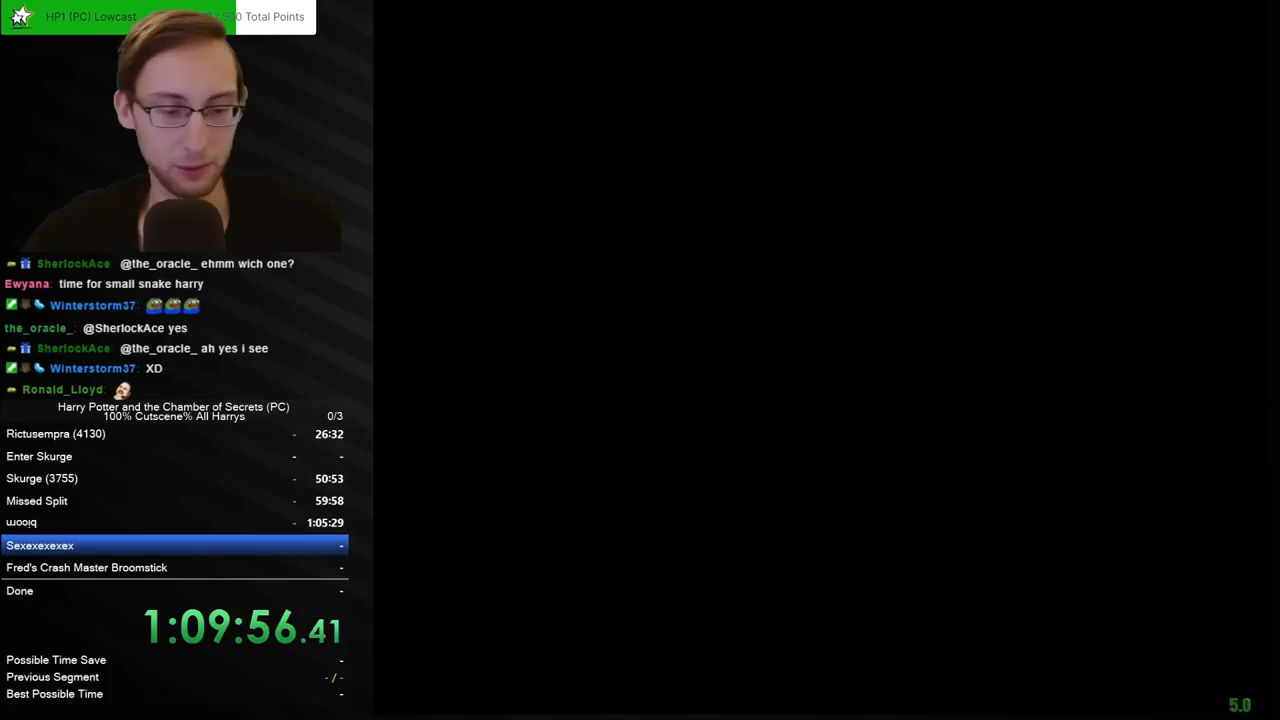 HP1 (PC) Lowcast / 500 Total Points
SherlockAce @the_oracle_ ehmm wich one?
Ewyana: time for small snake harry
Winterstorm37:
the_oracle_: @SherlockAce yes
SherlockAce @the_oracle_ ah yes i see
Winterstorm37: XD
Ronald_Lloyd:
Harry Potter and the Chamber of Secrets (PC)
100% Cutscene% All Harrys 0/3
Rictusempra (4130) - 26:32
Enter Skurge - -
Skurge (3755) - 50:53
Missed Split - 59:58
- 1:05:29
Sexexexexex -
Fred's Crash Master Broomstick -
Done -
1:09:56.41
Possible Time Save -
Previous Segment - / -
Best Possible Time -
5.0